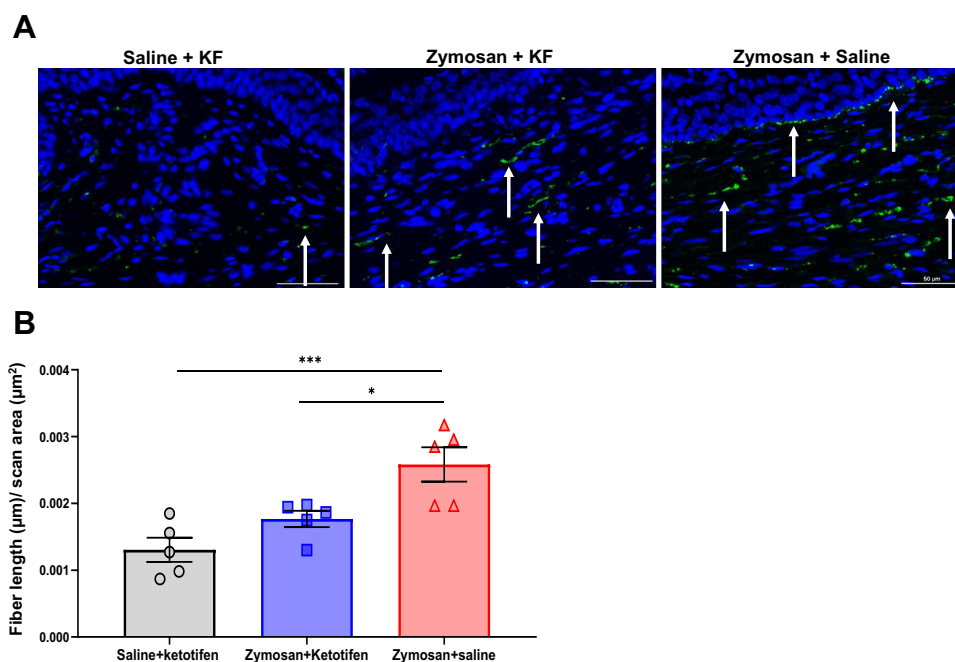 A
Saline + KF
Zymosan + KF
Zymosan + Saline
50 µm
B
Fiber length (µm)/ scan area (µm²)
0.004
0.003
0.002
0.001
0.000
***
*
Saline+ketotifen
Zymosan+Ketotifen
Zymosan+saline